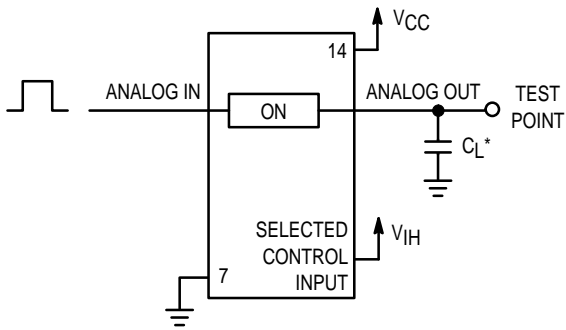 VCC
14
ANALOG IN
ON
ANALOG OUT
TEST
POINT
CL*
SELECTED
CONTROL
INPUT
VIH
7